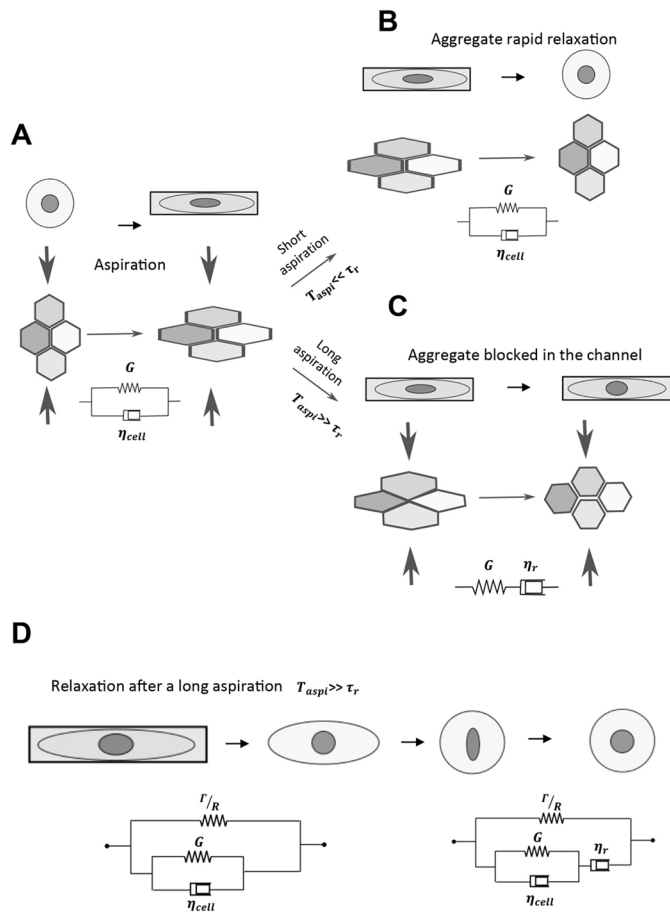 A
Aspiration
G
η_cell
Short
aspiration
T_aspi<< τ_r
Long
aspiration
T_aspi>> τ_r
B
Aggregate rapid relaxation
G
η_cell
C
Aggregate blocked in the channel
G η_r
D
Relaxation after a long aspiration T_aspi>> τ_r
Γ/R
G
η_cell
Γ/R
G
η_r
η_cell